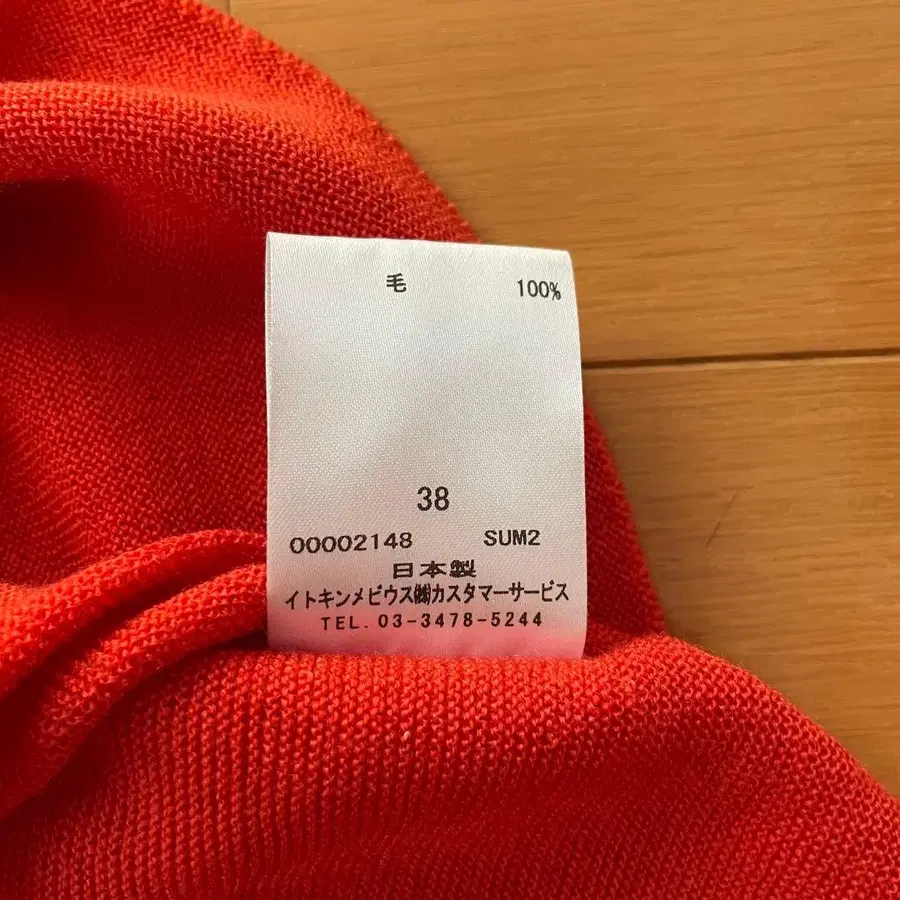 毛 100%
38
00002148 SUM2
日本製
イトキンメビウス㈱カスタマーサービス
TEL. 03-3478-5244